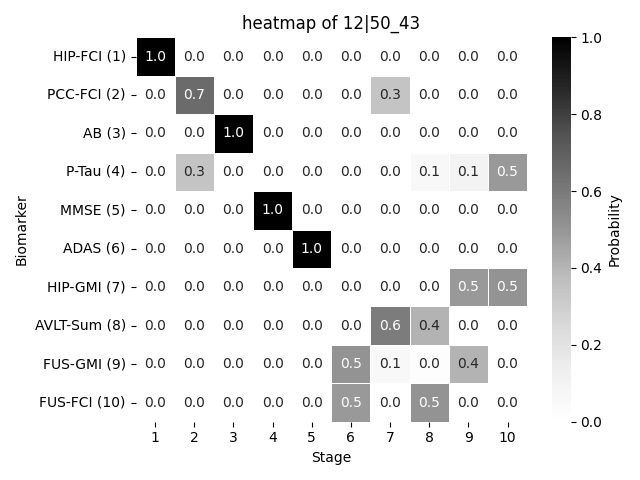 heatmap of 12|50_43
HIP-FCI (1) 1.0 0.0 0.0 0.0 0.0 0.0 0.0 0.0 0.0 0.0
PCC-FCI (2) 0.0 0.7 0.0 0.0 0.0 0.0 0.3 0.0 0.0 0.0
AB (3) 0.0 0.0 1.0 0.0 0.0 0.0 0.0 0.0 0.0 0.0
P-Tau (4) 0.0 0.3 0.0 0.0 0.0 0.0 0.0 0.1 0.1 0.5
MMSE (5) 0.0 0.0 0.0 1.0 0.0 0.0 0.0 0.0 0.0 0.0
ADAS (6) 0.0 0.0 0.0 0.0 1.0 0.0 0.0 0.0 0.0 0.0
HIP-GMI (7) 0.0 0.0 0.0 0.0 0.0 0.0 0.0 0.0 0.5 0.5
AVLT-Sum (8) 0.0 0.0 0.0 0.0 0.0 0.0 0.6 0.4 0.0 0.0
FUS-GMI (9) 0.0 0.0 0.0 0.0 0.0 0.5 0.1 0.0 0.4 0.0
FUS-FCI (10) 0.0 0.0 0.0 0.0 0.0 0.5 0.0 0.5 0.0 0.0
1 2 3 4 5 6 7 8 9 10
Stage
Biomarker
1.0
0.8
0.6
0.4
0.2
0.0
Probability